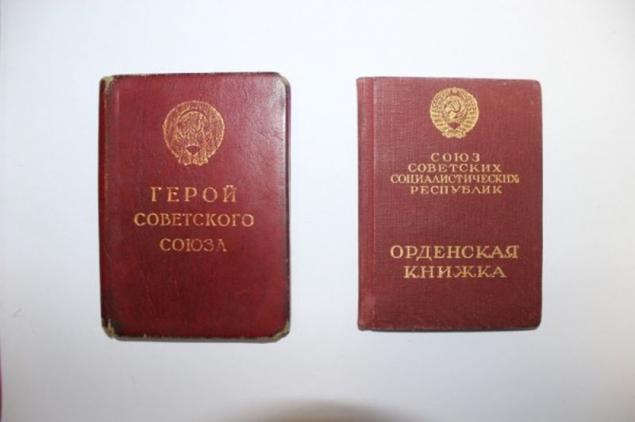 ГЕРОЙ
СОВЕТСКОГО
СОЮЗА
СОЮЗ
СОВЕТСКИХ
СОЦИАЛИСТИЧЕСКИХ
РЕСПУБЛИК
ОРДЕНСКАЯ
КНИЖКА